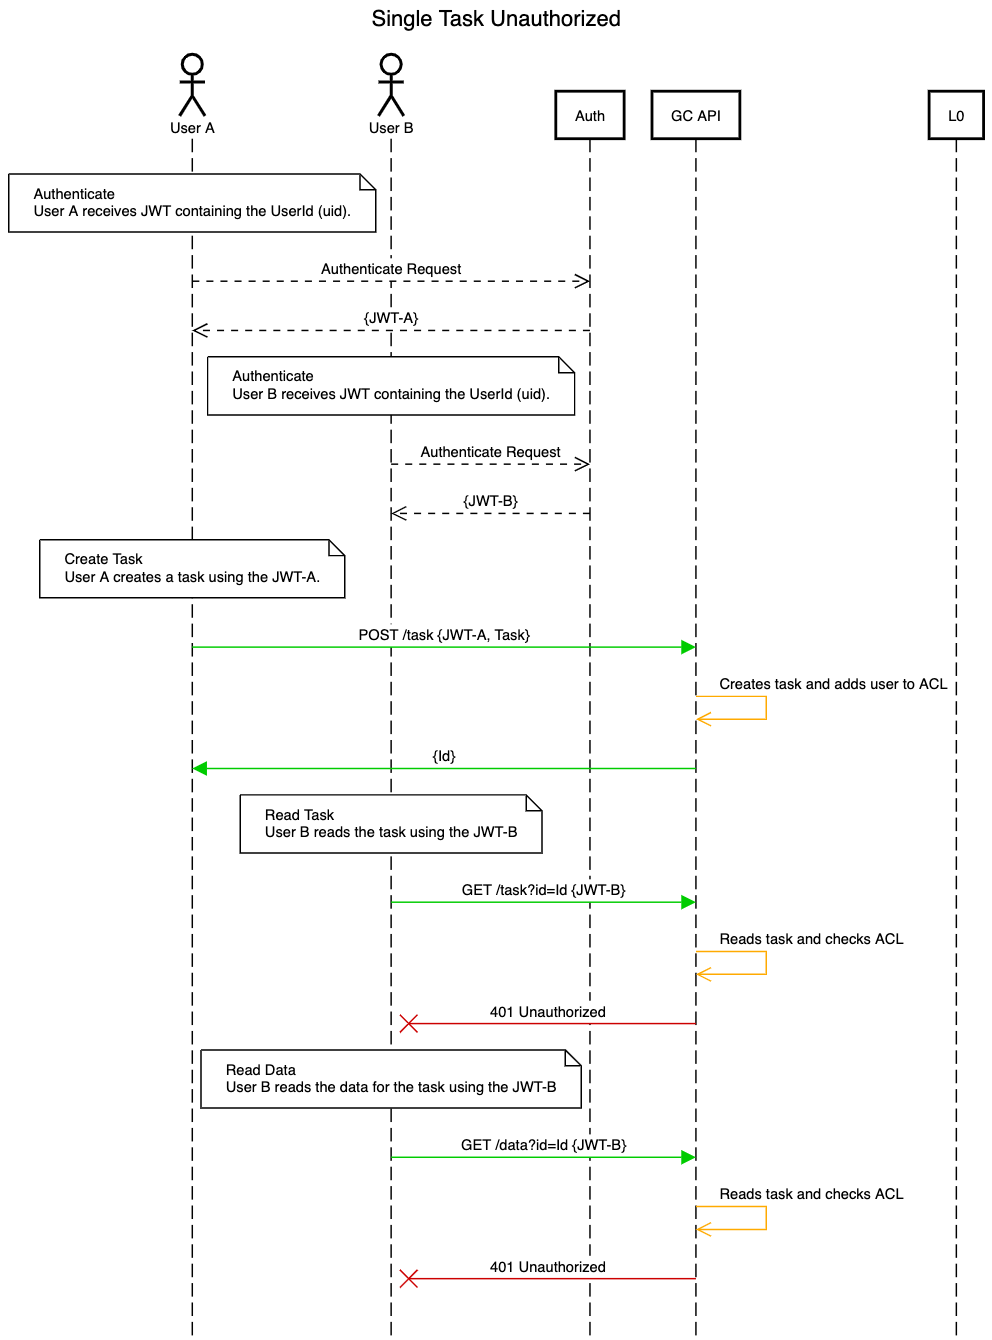 Single Task Unauthorized
User A
User B
Auth
GC API
L0
Authenticate
User A receives JWT containing the UserId (uid).
Authenticate Request
{JWT-A}
Authenticate
User B receives JWT containing the UserId (uid).
Authenticate Request
{JWT-B}
Create Task
User A creates a task using the JWT-A.
POST /task {JWT-A, Task}
Creates task and adds user to ACL
{Id}
Read Task
User B reads the task using the JWT-B
GET /task?id=Id {JWT-B}
Reads task and checks ACL
401 Unauthorized
Read Data
User B reads the data for the task using the JWT-B
GET /data?id=Id {JWT-B}
Reads task and checks ACL
401 Unauthorized